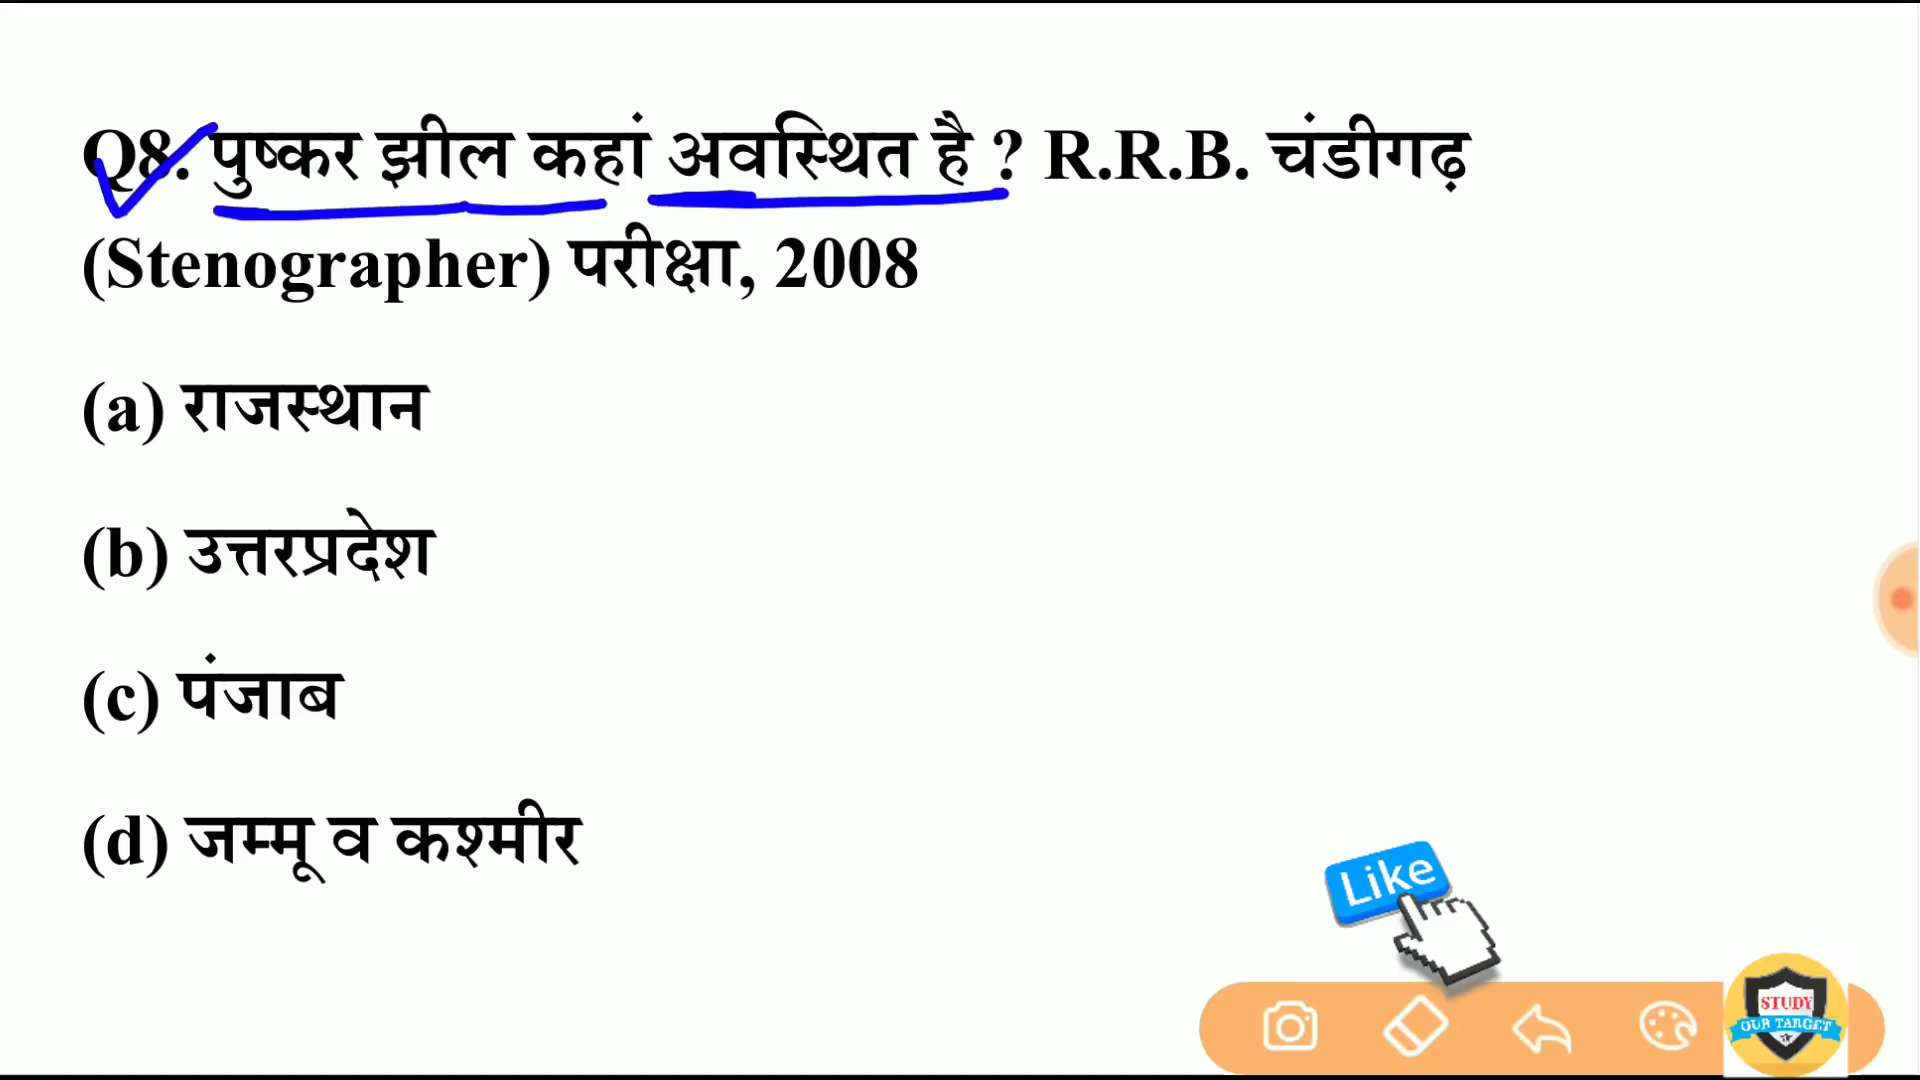 Q8. पुष्कर झील कहां अवस्थित है ? R.R.B. चंडीगढ़
(Stenographer) परीक्षा, 2008
(a) राजस्थान
(b) उत्तरप्रदेश
(c) पंजाब
(d) जम्मू व कश्मीर
Like
STUDY
OUR TARGET